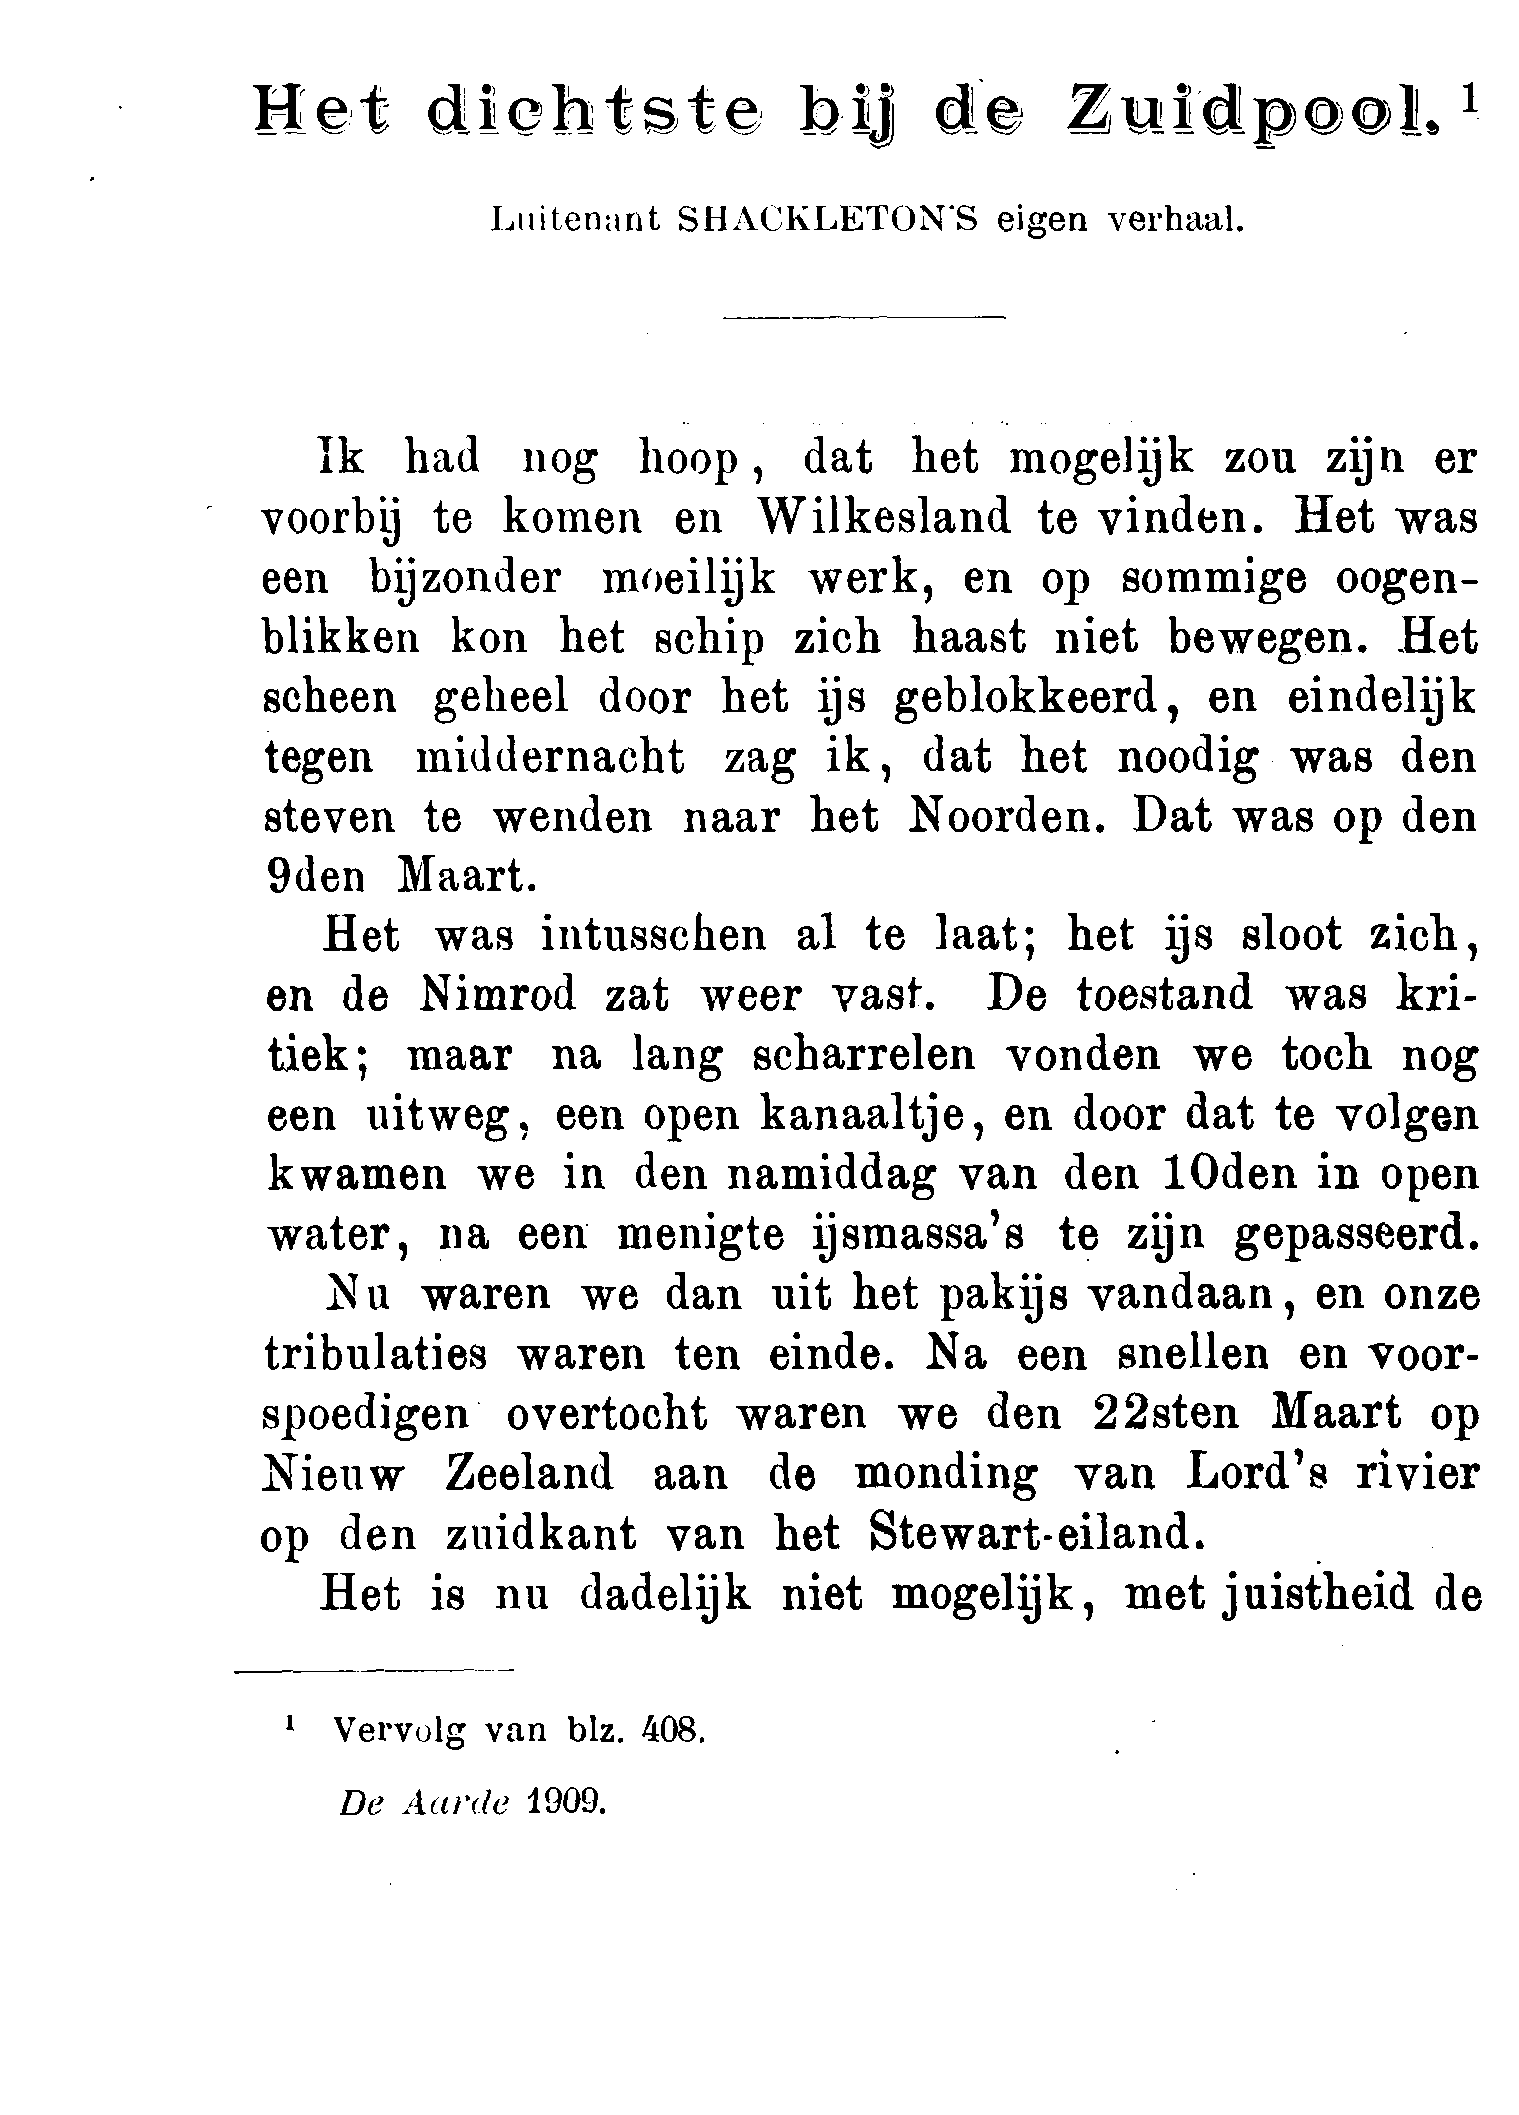 Het dichtste bij de Zuidpool. ¹
Luitenant SHACKLETON'S eigen verhaal.
Ik had nog hoop, dat het mogelijk zou zijn er
voorbij te komen en Wilkesland te vinden. Het was
een bijzonder moeilijk werk, en op sommige oogen-
blikken kon het schip zich haast niet bewegen. Het
scheen geheel door het ijs geblokkeerd, en eindelijk
tegen middernacht zag ik, dat het noodig was den
steven te wenden naar het Noorden. Dat was op den
9den Maart.
Het was intusschen al te laat; het ijs sloot zich,
en de Nimrod zat weer vast. De toestand was kri-
tiek; maar na lang scharrelen vonden we toch nog
een uitweg, een open kanaaltje, en door dat te volgen
kwamen we in den namiddag van den 10den in open
water, na een menigte ijsmassa's te zijn gepasseerd.
Nu waren we dan uit het pakijs vandaan, en onze
tribulaties waren ten einde. Na een snellen en voor-
spoedigen overtocht waren we den 22sten Maart op
Nieuw Zeeland aan de monding van Lord's rivier
op den zuidkant van het Stewart-eiland.
Het is nu dadelijk niet mogelijk, met juistheid de
¹ Vervolg van blz. 408.
De Aarde 1909.